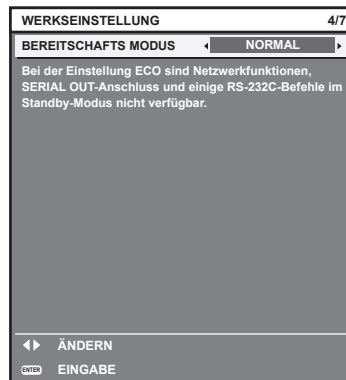 WERKSEINSTELLUNG 4/7
BEREITSCHAFTS MODUS NORMAL
Bei der Einstellung ECO sind Netzwerkfunktionen,
SERIAL OUT-Anschluss und einige RS-232C-Befehle im
Standby-Modus nicht verfügbar.
ÄNDERN
ENTER EINGABE